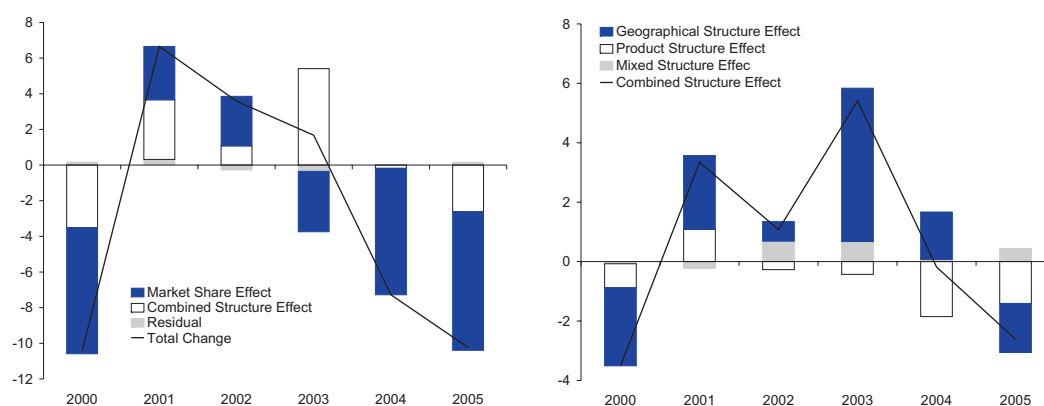 8
6
4
2
0
-2
-4
-6
-8
-10
-12
Market Share Effect
Combined Structure Effect
Residual
Total Change
2000 2001 2002 2003 2004 2005
8
6
4
2
0
-2
-4
Geographical Structure Effect
Product Structure Effect
Mixed Structure Effec
Combined Structure Effect
2000 2001 2002 2003 2004 2005